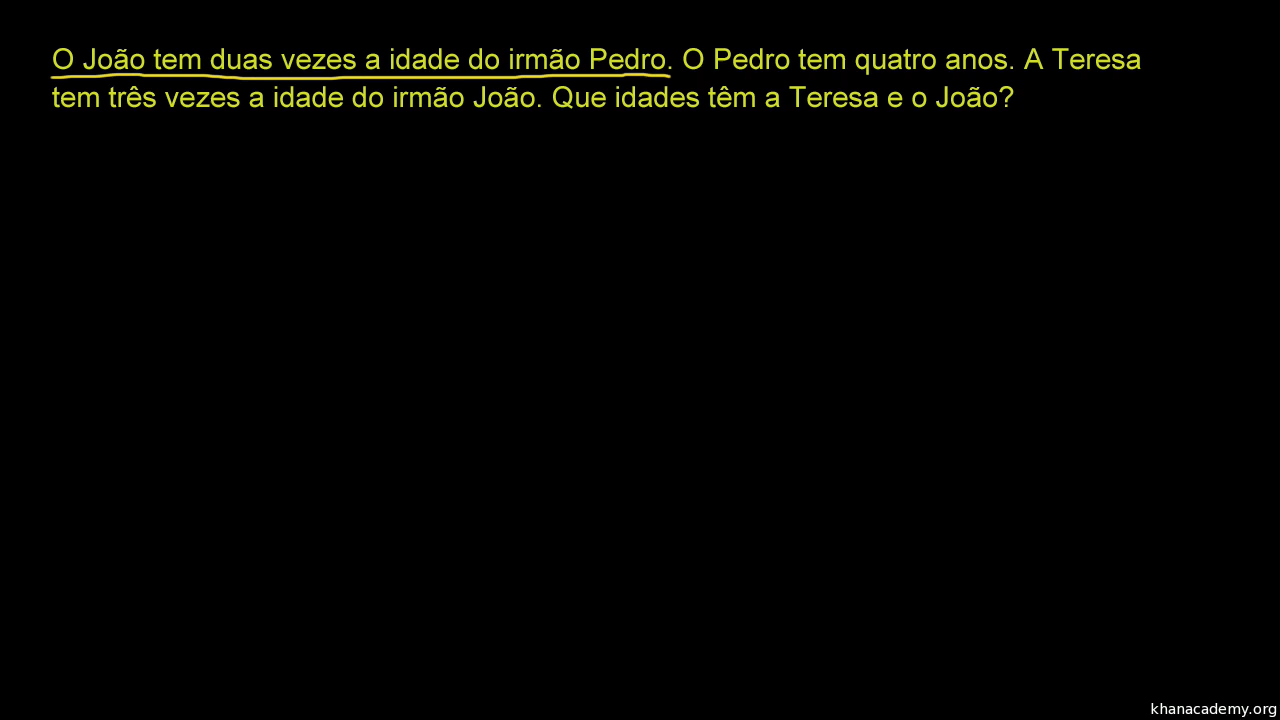 O João tem duas vezes a idade do irmão Pedro. O Pedro tem quatro anos. A Teresa
tem três vezes a idade do irmão João. Que idades têm a Teresa e o João?
khanacademy.org